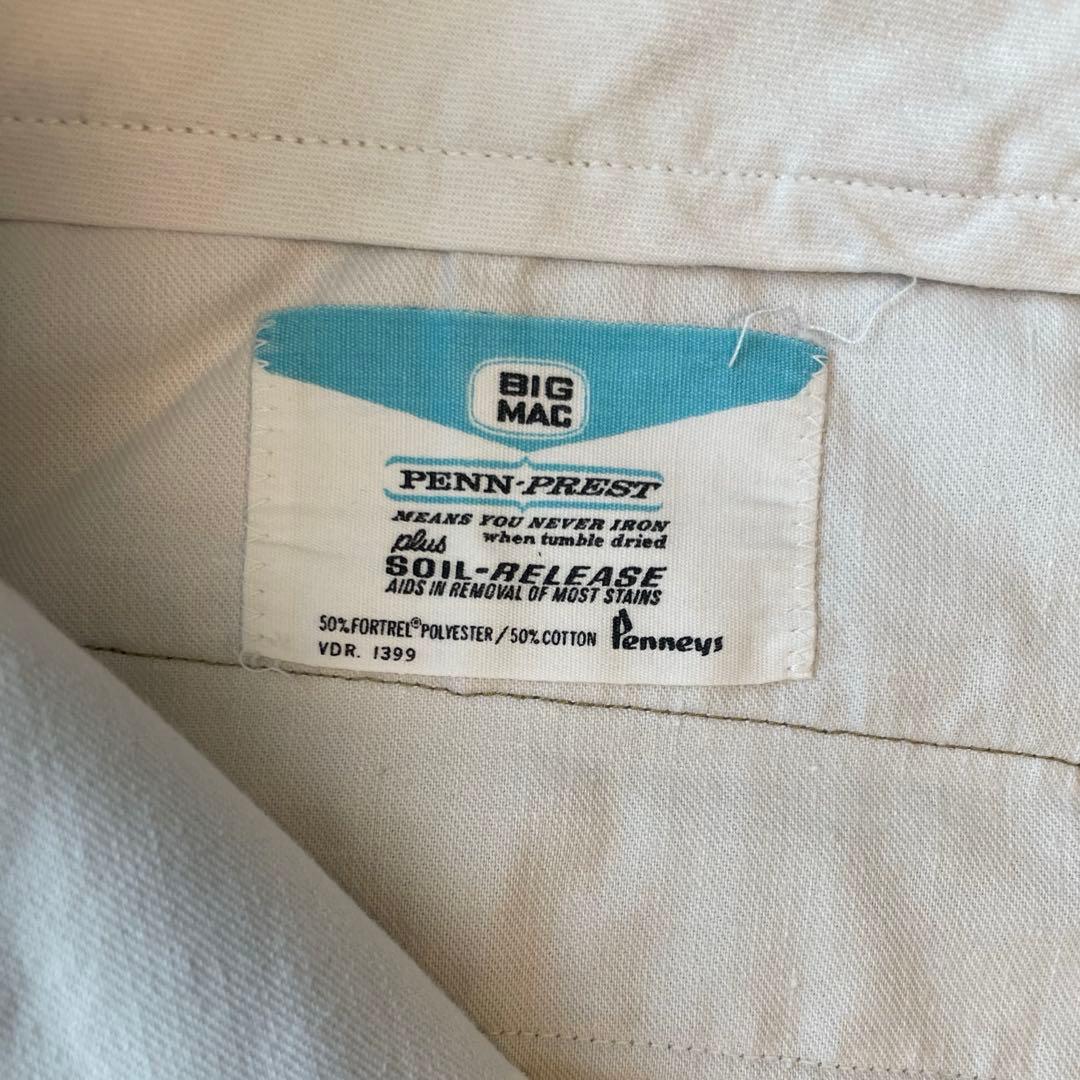 BIG
MAC
PENN-PREST
MEANS YOU NEVER IRON
when tumble dried
plus
SOIL-RELEASE
AIDS IN REMOVAL OF MOST STAINS
50% FORTREL® POLYESTER / 50% COTTON Penneys
VDR. 1399